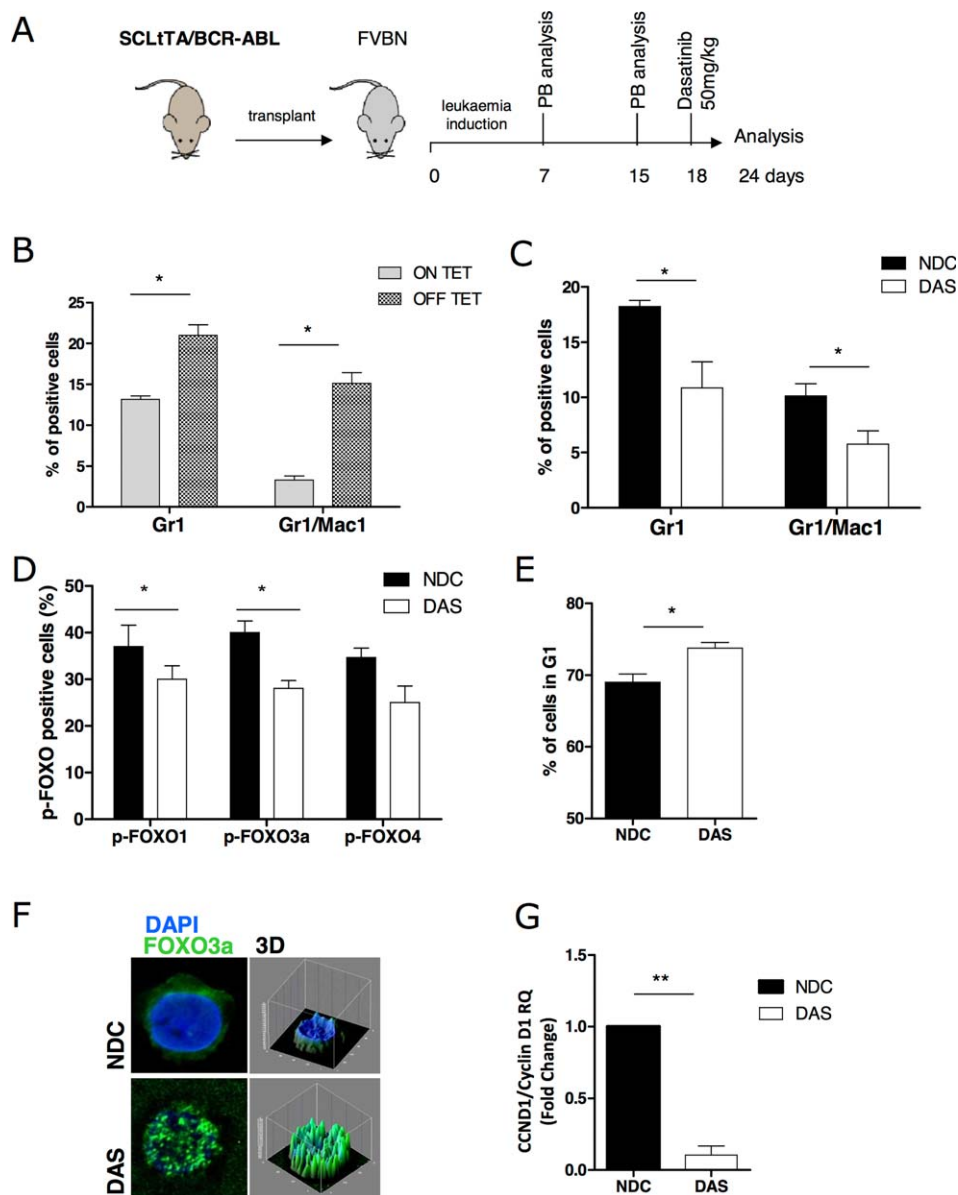 A
SCLtTA/BCR-ABL
FVBN
transplant
leukaemia
induction
PB analysis
PB analysis
Dasatinib
50mg/kg
Analysis
0
7
15
18
24 days
B
ON TET
OFF TET
*
*
% of positive cells
25
20
15
10
5
0
Gr1
Gr1/Mac1
C
NDC
DAS
*
*
% of positive cells
20
15
10
5
0
Gr1
Gr1/Mac1
D
NDC
DAS
*
*
p-FOXO positive cells (%)
50
40
30
20
10
0
p-FOXO1
p-FOXO3a
p-FOXO4
E
*
% of cells in G1
80
70
60
50
NDC
DAS
F
DAPI
FOXO3a
3D
NDC
DAS
G
**
NDC
DAS
CCND1/Cyclin D1 RQ
(Fold Change)
1.5
1.0
0.5
0.0
NDC
DAS